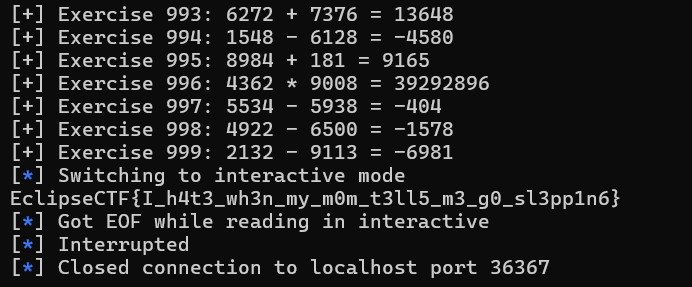 [+] Exercise 993: 6272 + 7376 = 13648
[+] Exercise 994: 1548 - 6128 = -4580
[+] Exercise 995: 8984 + 181 = 9165
[+] Exercise 996: 4362 * 9008 = 39292896
[+] Exercise 997: 5534 - 5938 = -404
[+] Exercise 998: 4922 - 6500 = -1578
[+] Exercise 999: 2132 - 9113 = -6981
[*] Switching to interactive mode
EclipseCTF{I_h4t3_wh3n_my_m0m_t3ll5_m3_g0_sl3pp1n6}
[*] Got EOF while reading in interactive
[*] Interrupted
[*] Closed connection to localhost port 36367